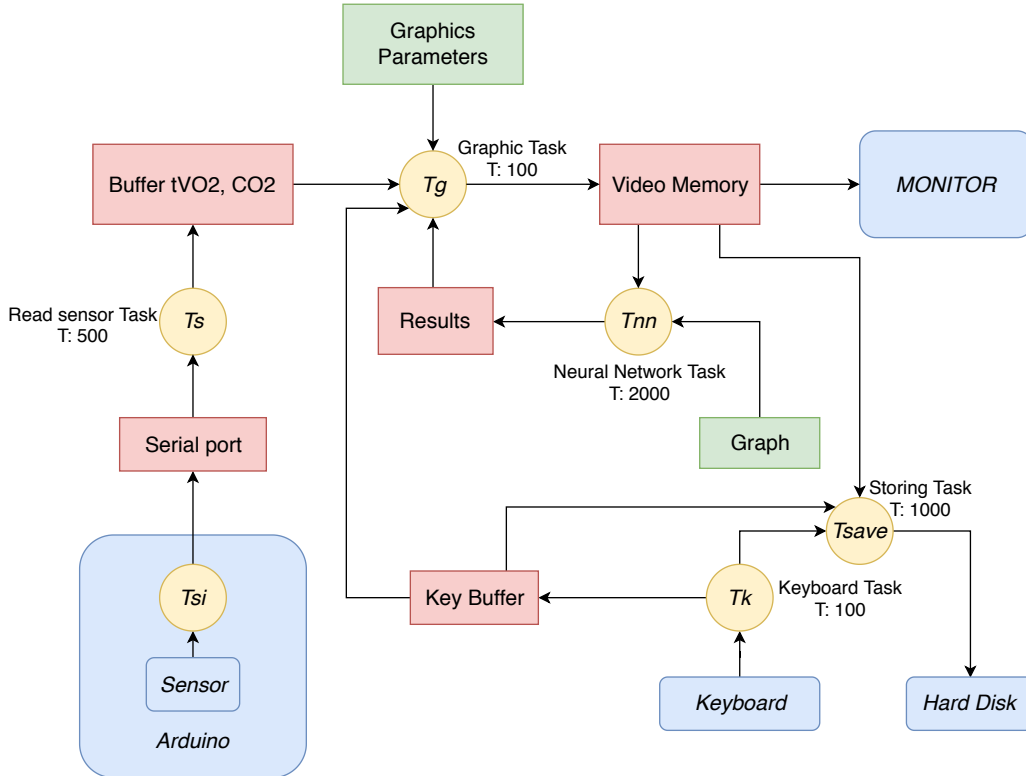 Graphics
Parameters
Graphic Task
T: 100
Buffer tVO2, CO2
Tg
Video Memory
MONITOR
Read sensor Task
T: 500
Ts
Results
Tnn
Neural Network Task
T: 2000
Serial port
Graph
Storing Task
T: 1000
Tsave
Tsi
Key Buffer
Tk
Keyboard Task
T: 100
Sensor
Arduino
Keyboard
Hard Disk